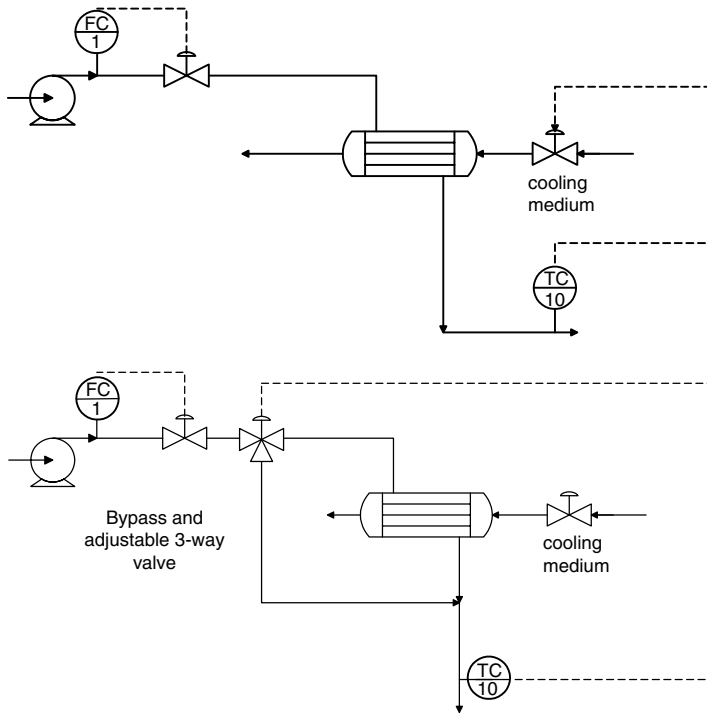 FC
1
cooling
medium
TC
10
FC
1
Bypass and
adjustable 3-way
valve
cooling
medium
TC
10